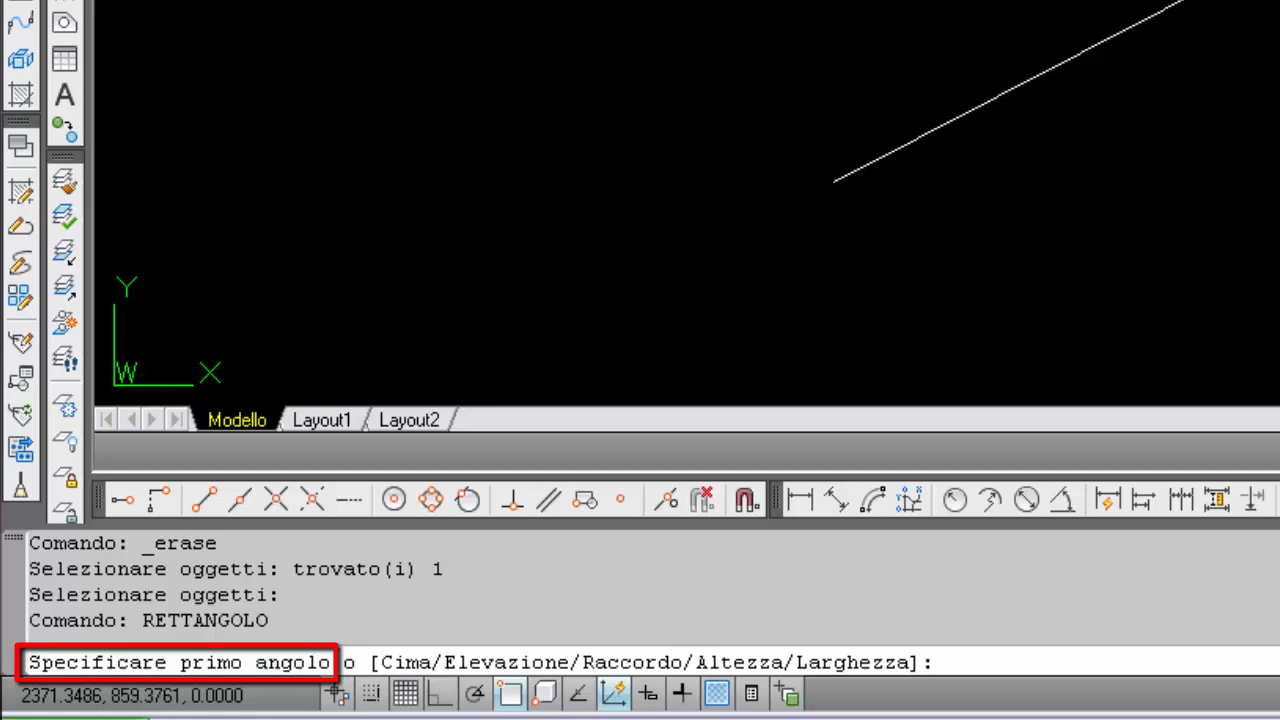 A
Y
W X
Modello Layout1 Layout2
Comando: _erase
Selezionare oggetti: trovato(i) 1
Selezionare oggetti:
Comando: RETTANGOLO
Specificare primo angolo o [Cima/Elevazione/Raccordo/Altezza/Larghezza]:
2371.3486, 859.3761, 0.0000